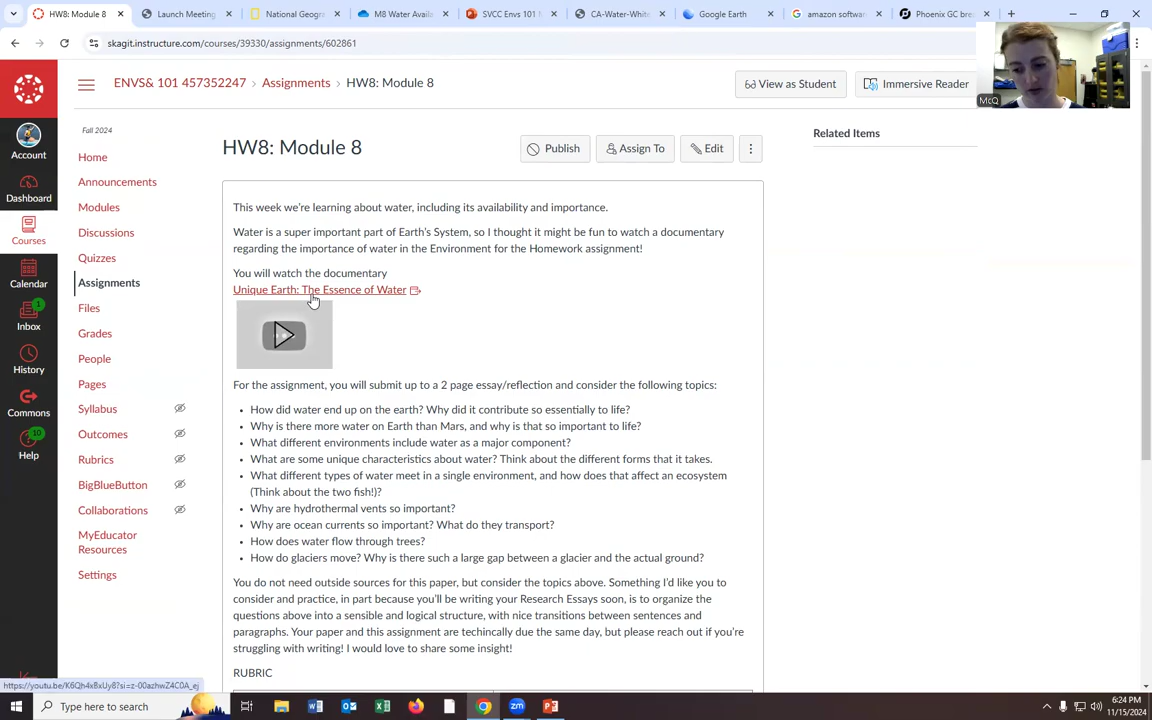 HW8: Module 8
Launch Meeting
National Geogra
M8 Water Availa
SVCC Envs 101 M
CA-Water-White
Google Earth
amazon software
Phoenix GC bre
skagit.instructure.com/courses/39330/assignments/602861
McQ
ENVS& 101 457352247 > Assignments > HW8: Module 8
View as Student
Immersive Reader
Fall 2024
Account
Dashboard
Courses
Calendar
1
Inbox
History
Commons
10
Help
Home
Announcements
Modules
Discussions
Quizzes
Assignments
Files
Grades
People
Pages
Syllabus
Outcomes
Rubrics
BigBlueButton
Collaborations
MyEducator
Resources
Settings
HW8: Module 8
Publish
Assign To
Edit
Related Items
This week we're learning about water, including its availability and importance.
Water is a super important part of Earth's System, so I thought it might be fun to watch a documentary
regarding the importance of water in the Environment for the Homework assignment!
You will watch the documentary
Unique Earth: The Essence of Water
For the assignment, you will submit up to a 2 page essay/reflection and consider the following topics:
• How did water end up on the earth? Why did it contribute so essentially to life?
• Why is there more water on Earth than Mars, and why is that so important to life?
• What different environments include water as a major component?
• What are some unique characteristics about water? Think about the different forms that it takes.
• What different types of water meet in a single environment, and how does that affect an ecosystem
(Think about the two fish!)?
• Why are hydrothermal vents so important?
• Why are ocean currents so important? What do they transport?
• How does water flow through trees?
• How do glaciers move? Why is there such a large gap between a glacier and the actual ground?
You do not need outside sources for this paper, but consider the topics above. Something I'd like you to
consider and practice, in part because you'll be writing your Research Essays soon, is to organize the
questions above into a sensible and logical structure, with nice transitions between sentences and
paragraphs. Your paper and this assignment are techincally due the same day, but please reach out if you're
struggling with writing! I would love to share some insight!
RUBRIC
Type here to search
6:24 PM
11/15/2024